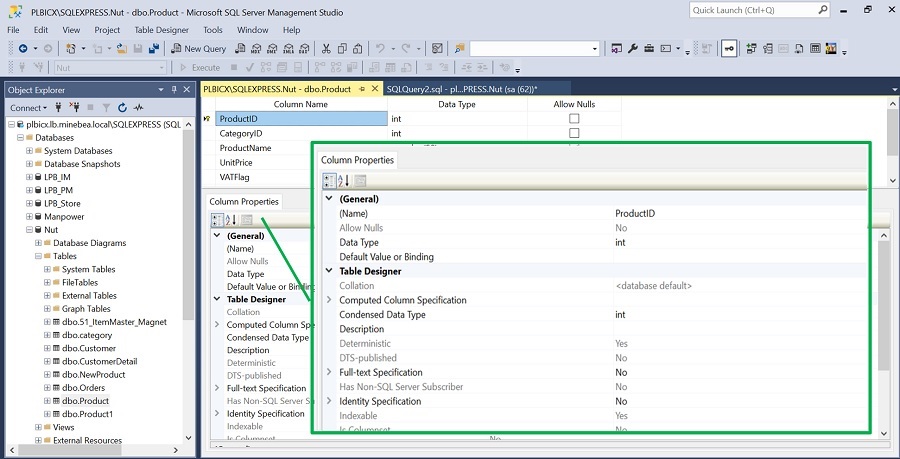 PLBICX\SQLEXPRESS.Nut - dbo.Product - Microsoft SQL Server Management Studio
Quick Launch (Ctrl+Q)
File Edit View Project Table Designer Tools Window Help
New Query
Nut
Execute
Object Explorer
PLBICX\SQLEXPRESS.Nut - dbo.Product
SQLQuery2.sql - pl...PRESS.Nut (sa (62))*
Connect
Column Name Data Type Allow Nulls
ProductID int
CategoryID int
ProductName
UnitPrice
VATFlag
plbicx.lb.minebea.local\SQLEXPRESS (SQL
Databases
System Databases
Database Snapshots
LPB_IM
LPB_PM
LPB_Store
Manpower
Nut
Database Diagrams
Tables
System Tables
FileTables
External Tables
Graph Tables
dbo.51_ItemMaster_Magnet
dbo.category
dbo.Customer
dbo.CustomerDetail
dbo.NewProduct
dbo.Orders
dbo.Product
dbo.Product1
Views
External Resources
Column Properties
(General)
(Name)
Allow Nulls
Data Type
Default Value or Binding
Table Designer
Collation
Computed Column Spe
Condensed Data Type
Description
Deterministic
DTS-published
Full-text Specification
Has Non-SQL Server Su
Identity Specification
Indexable
No
Column Properties
(General)
(Name) ProductID
Allow Nulls No
Data Type int
Default Value or Binding
Table Designer
Collation <database default>
Computed Column Specification
Condensed Data Type int
Description
Deterministic Yes
DTS-published No
Full-text Specification No
Has Non-SQL Server Subscriber No
Identity Specification No
Indexable Yes
Is Columnset No